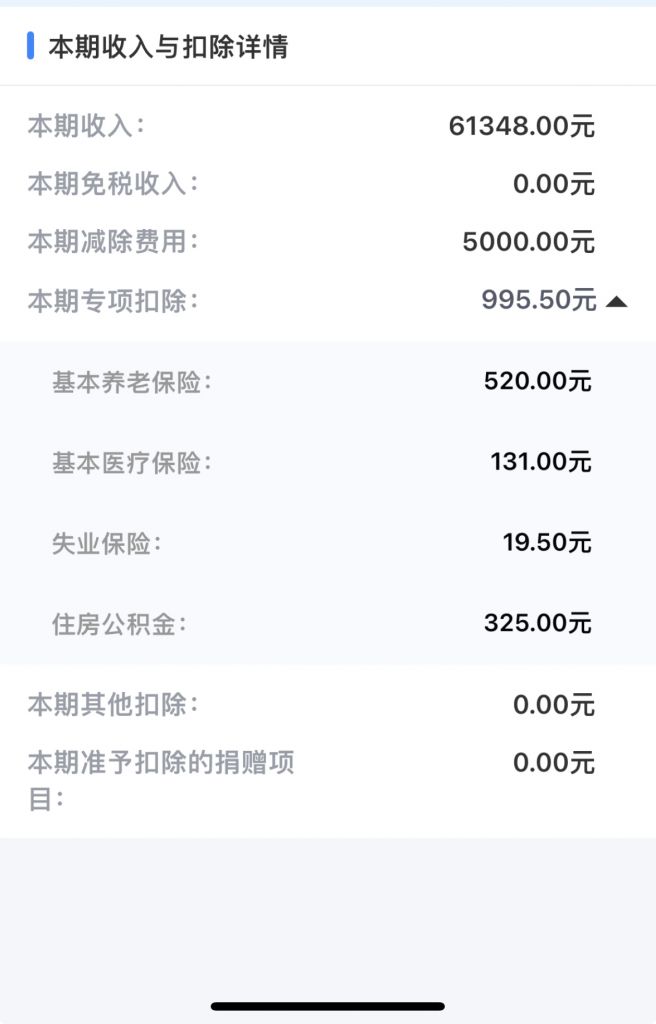 本期收入与扣除详情
本期收入： 61348.00元
本期免税收入： 0.00元
本期减除费用： 5000.00元
本期专项扣除： 995.50元
基本养老保险： 520.00元
基本医疗保险： 131.00元
失业保险： 19.50元
住房公积金： 325.00元
本期其他扣除： 0.00元
本期准予扣除的捐赠项 0.00元
目：